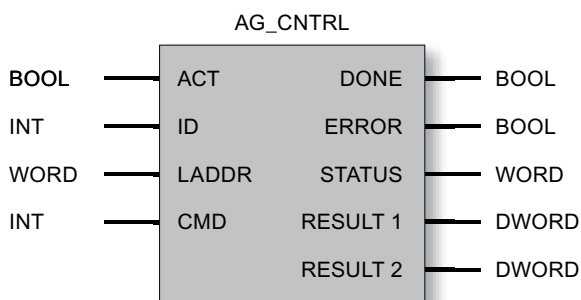 AG_CNTRL
BOOL ACT DONE BOOL
INT ID ERROR BOOL
WORD LADDR STATUS WORD
INT CMD RESULT 1 DWORD
RESULT 2 DWORD